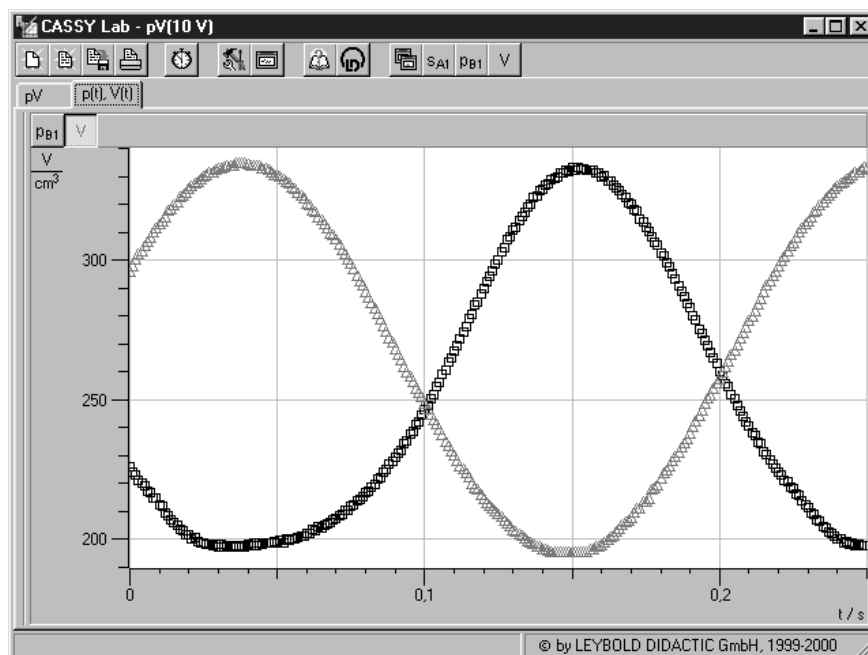 CASSY Lab - pV(10 V)
sA1 pB1 V
pV p(t), V(t)
pB1 V
V
cm³
300
250
200
0 0,1 0,2
t / s
© by LEYBOLD DIDACTIC GmbH, 1999-2000